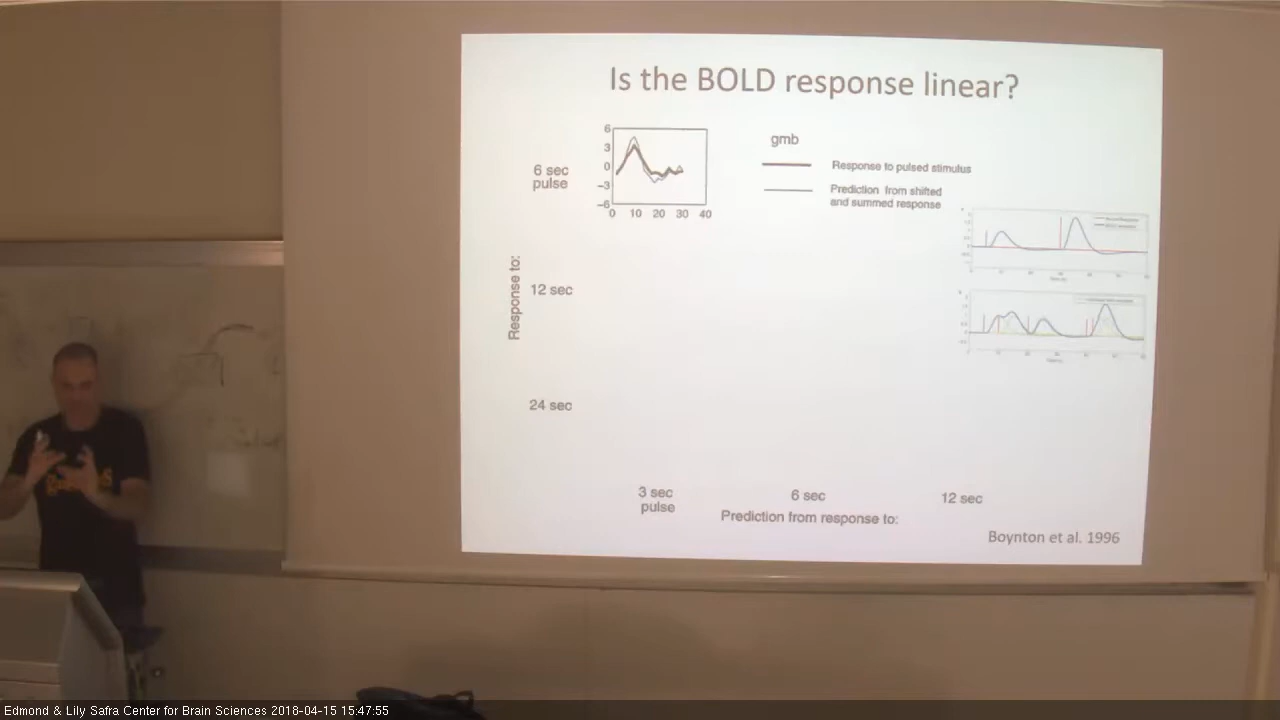 Is the BOLD response linear?
6
3
0
−3
−6
0 10 20 30 40
6 sec
pulse
gmb
Response to pulsed stimulus
Prediction from shifted
and summed response
Response to:
12 sec
24 sec
3 sec
pulse
6 sec
12 sec
Prediction from response to:
Boynton et al. 1996
Edmond & Lily Safra Center for Brain Sciences 2018-04-15 15:47:55